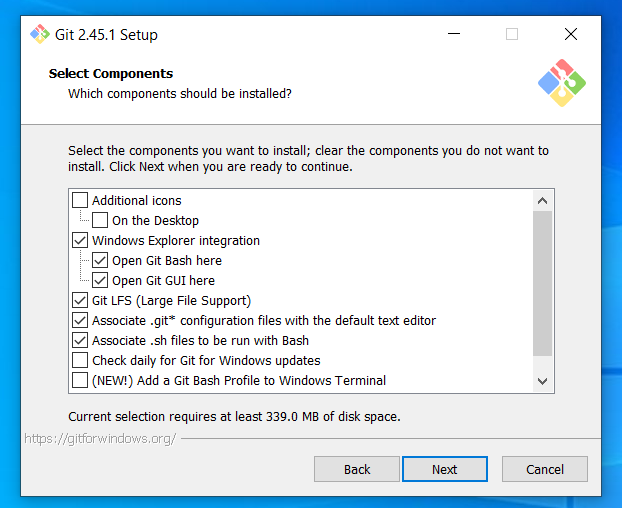 Git 2.45.1 Setup
Select Components
Which components should be installed?
Select the components you want to install; clear the components you do not want to
install. Click Next when you are ready to continue.
Additional icons
On the Desktop
Windows Explorer integration
Open Git Bash here
Open Git GUI here
Git LFS (Large File Support)
Associate .git* configuration files with the default text editor
Associate .sh files to be run with Bash
Check daily for Git for Windows updates
(NEW!) Add a Git Bash Profile to Windows Terminal
Current selection requires at least 339.0 MB of disk space.
https://gitforwindows.org/
Back Next Cancel